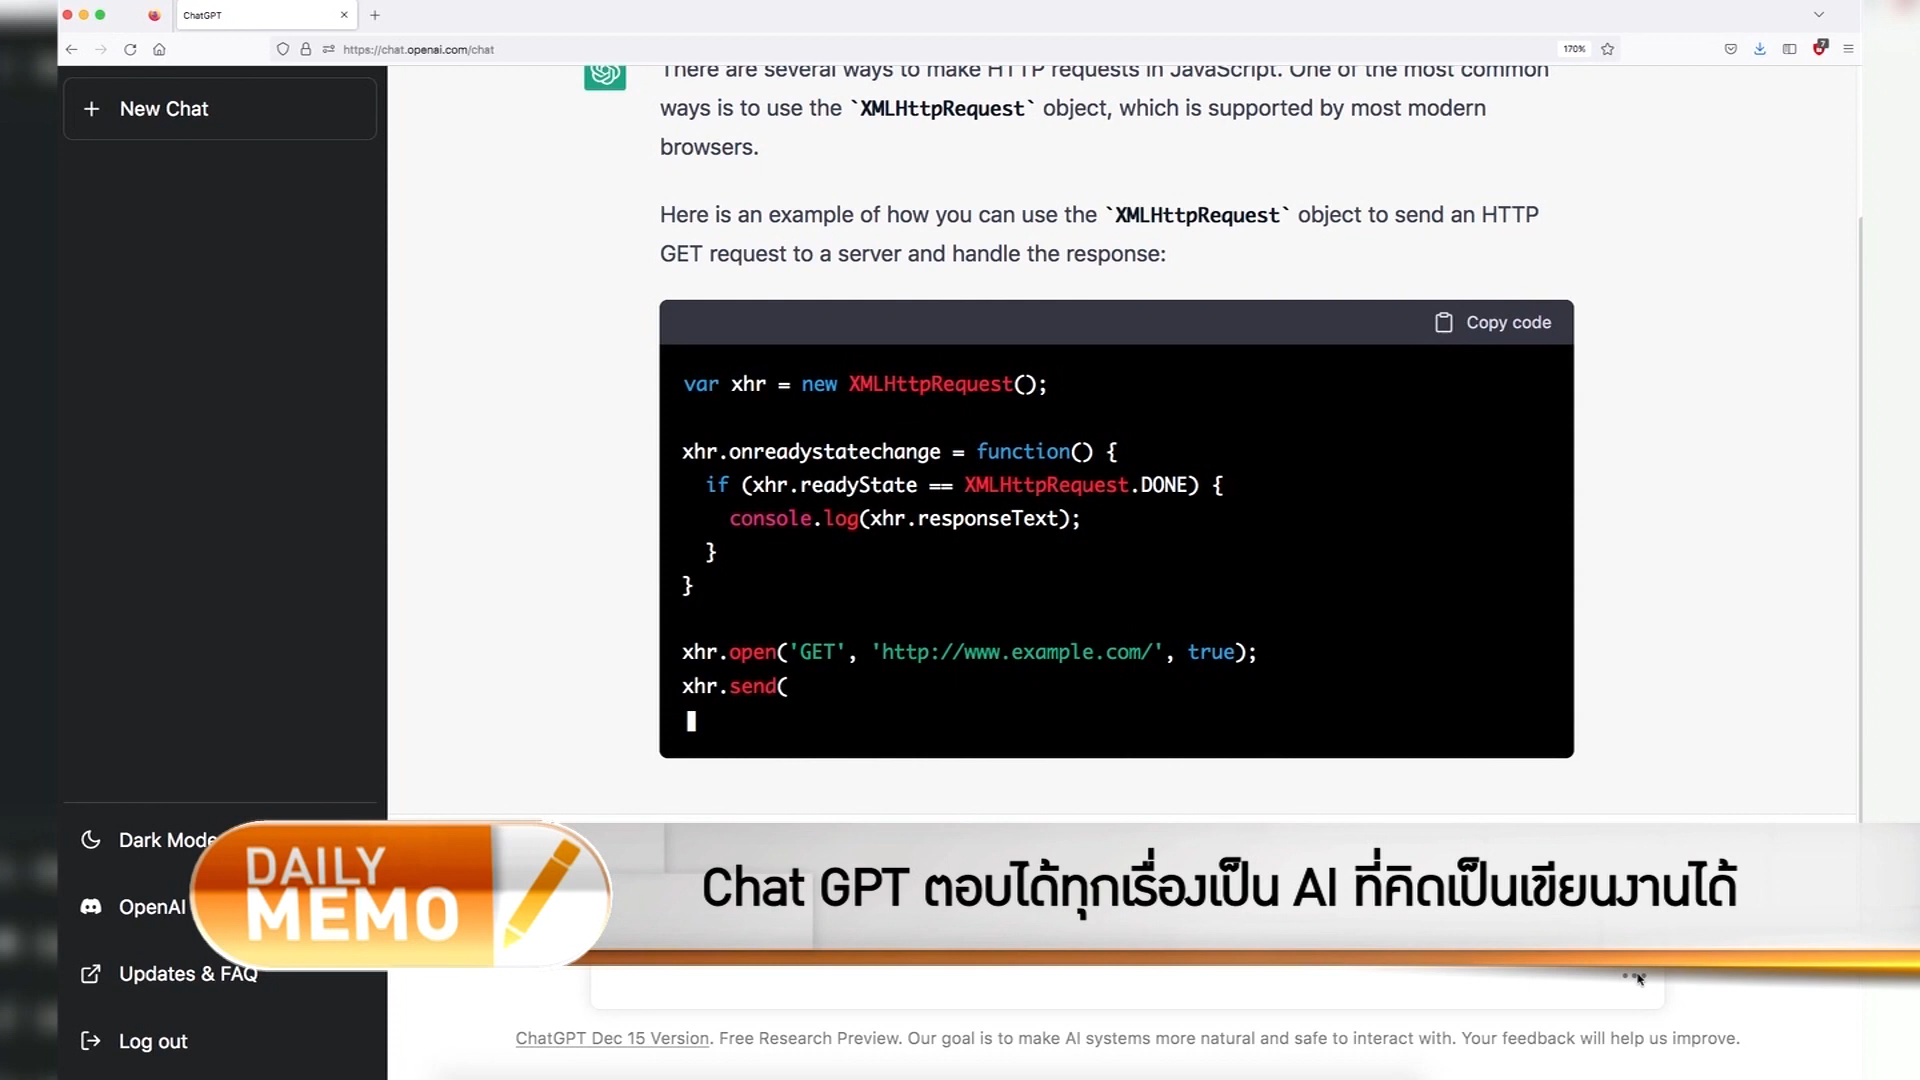 ChatGPT
https://chat.openai.com/chat
170%
7
New Chat
There are several ways to make HTTP requests in JavaScript. One of the most common
ways is to use the `XMLHttpRequest` object, which is supported by most modern
browsers.
Here is an example of how you can use the `XMLHttpRequest` object to send an HTTP
GET request to a server and handle the response:
Copy code
var xhr = new XMLHttpRequest();
xhr.onreadystatechange = function() {
if (xhr.readyState == XMLHttpRequest.DONE) {
console.log(xhr.responseText);
}
}
xhr.open('GET', 'http://www.example.com/', true);
xhr.send(
Dark Mode
OpenAI
Updates & FAQ
Log out
DAILY
MEMO
Chat GPT ตอบได้ทุกเรื่องเป็น AI ที่คิดเป็นเขียนงานได้
ChatGPT Dec 15 Version. Free Research Preview. Our goal is to make AI systems more natural and safe to interact with. Your feedback will help us improve.